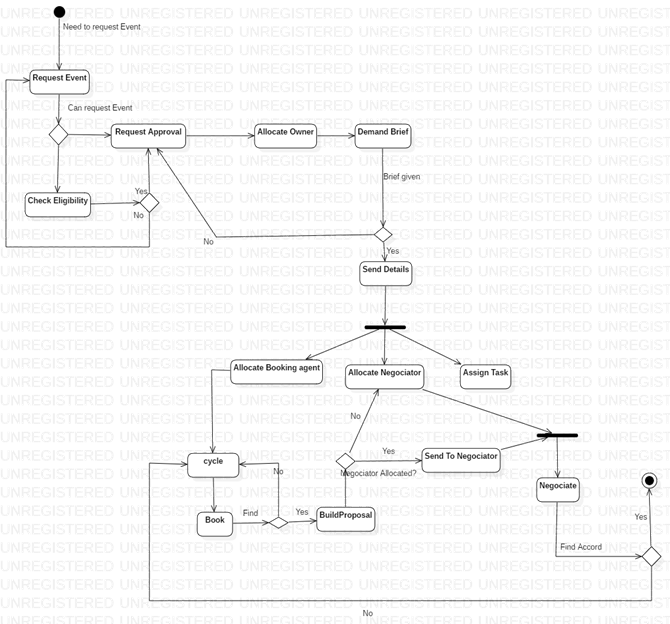 Need to request Event
Request Event
Can request Event
Request Approval
Allocate Owner
Demand Brief
Brief given
Check Eligibility
Yes
No
No
Yes
Send Details
Allocate Booking agent
Allocate Negociator
Assign Task
No
cycle
No
Yes
Send To Negociator
Negociator Allocated?
Negociate
Book
Find
Yes
BuildProposal
Yes
Find Accord
No
UNREGISTERED